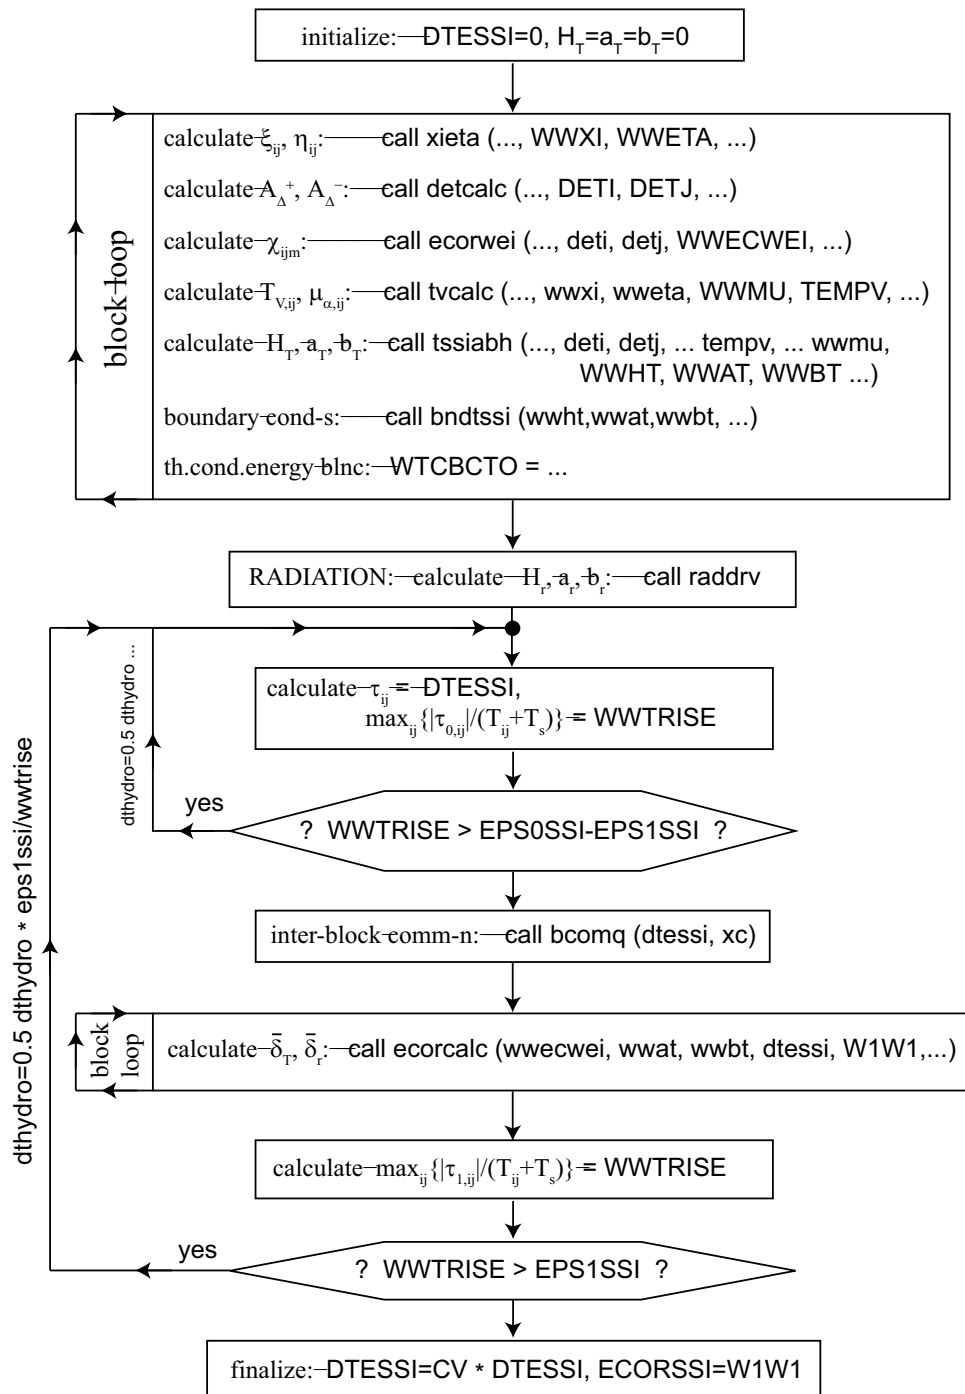 initialize: DTESSI=0, H_T=a_T=b_T=0
block loop
calculate ξ_ij, η_ij: call xieta (..., WWXI, WWETA, ...)
calculate A_Δ^+, A_Δ^-: call detcalc (..., DETI, DETJ, ...)
calculate χ_ijm: call ecorwei (..., deti, detj, WWECWEI, ...)
calculate T_V,ij, μ_α,ij: call tvcalc (..., wwxi, wweta, WWMU, TEMPV, ...)
calculate H_T, a_T, b_T: call tssiabh (..., deti, detj, ... tempv, ... wwmu,
WWHT, WWAT, WWBT ...)
boundary cond-s: call bndtssi (wwht,wwat,wwbt, ...)
th.cond.energy blnc: WTCBCTO = ...
RADIATION: calculate H_r, a_r, b_r: call raddrv
dthydro=0.5 dthydro ...
calculate τ_ij = DTESSI,
max_ij{|τ_0,ij|/(T_ij+T_s)} = WWTRISE
yes
? WWTRISE > EPS0SSI-EPS1SSI ?
dthydro=0.5 dthydro * eps1ssi/wwtrise
inter-block comm-n: call bcomq (dtessi, xc)
block
loop
calculate δ̄_T, δ̄_r: call ecorcalc (wwecwei, wwat, wwbt, dtessi, W1W1,...)
calculate max_ij{|τ_1,ij|/(T_ij+T_s)} = WWTRISE
yes
? WWTRISE > EPS1SSI ?
finalize: DTESSI=CV * DTESSI, ECORSSI=W1W1